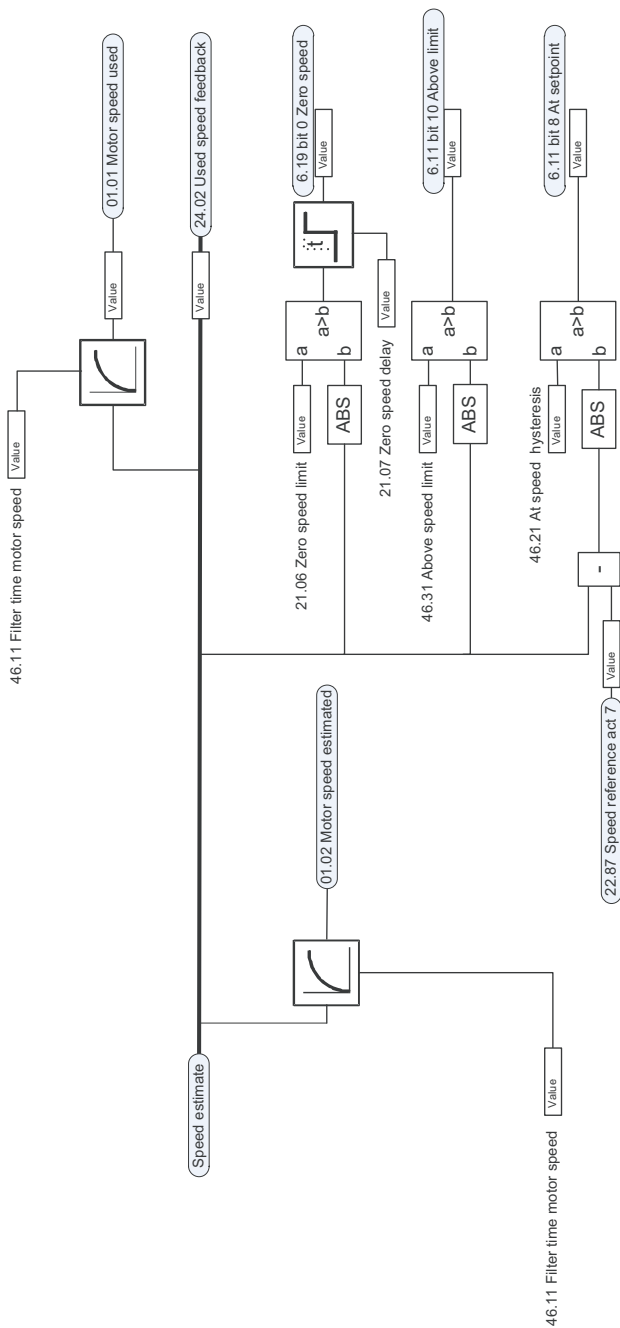 46.11 Filter time motor speed
Value
Value
01.01 Motor speed used
Speed estimate
Value
24.02 Used speed feedback
21.06 Zero speed limit
Value
a
a>b
b
ABS
t
6.19 bit 0 Zero speed
Value
01.02 Motor speed estimated
21.07 Zero speed delay
Value
46.31 Above speed limit
Value
a
a>b
b
ABS
6.11 bit 10 Above limit
Value
46.11 Filter time motor speed
Value
46.21 At speed hysteresis
Value
a
a>b
b
ABS
6.11 bit 8 At setpoint
Value
-
22.87 Speed reference act 7
Value